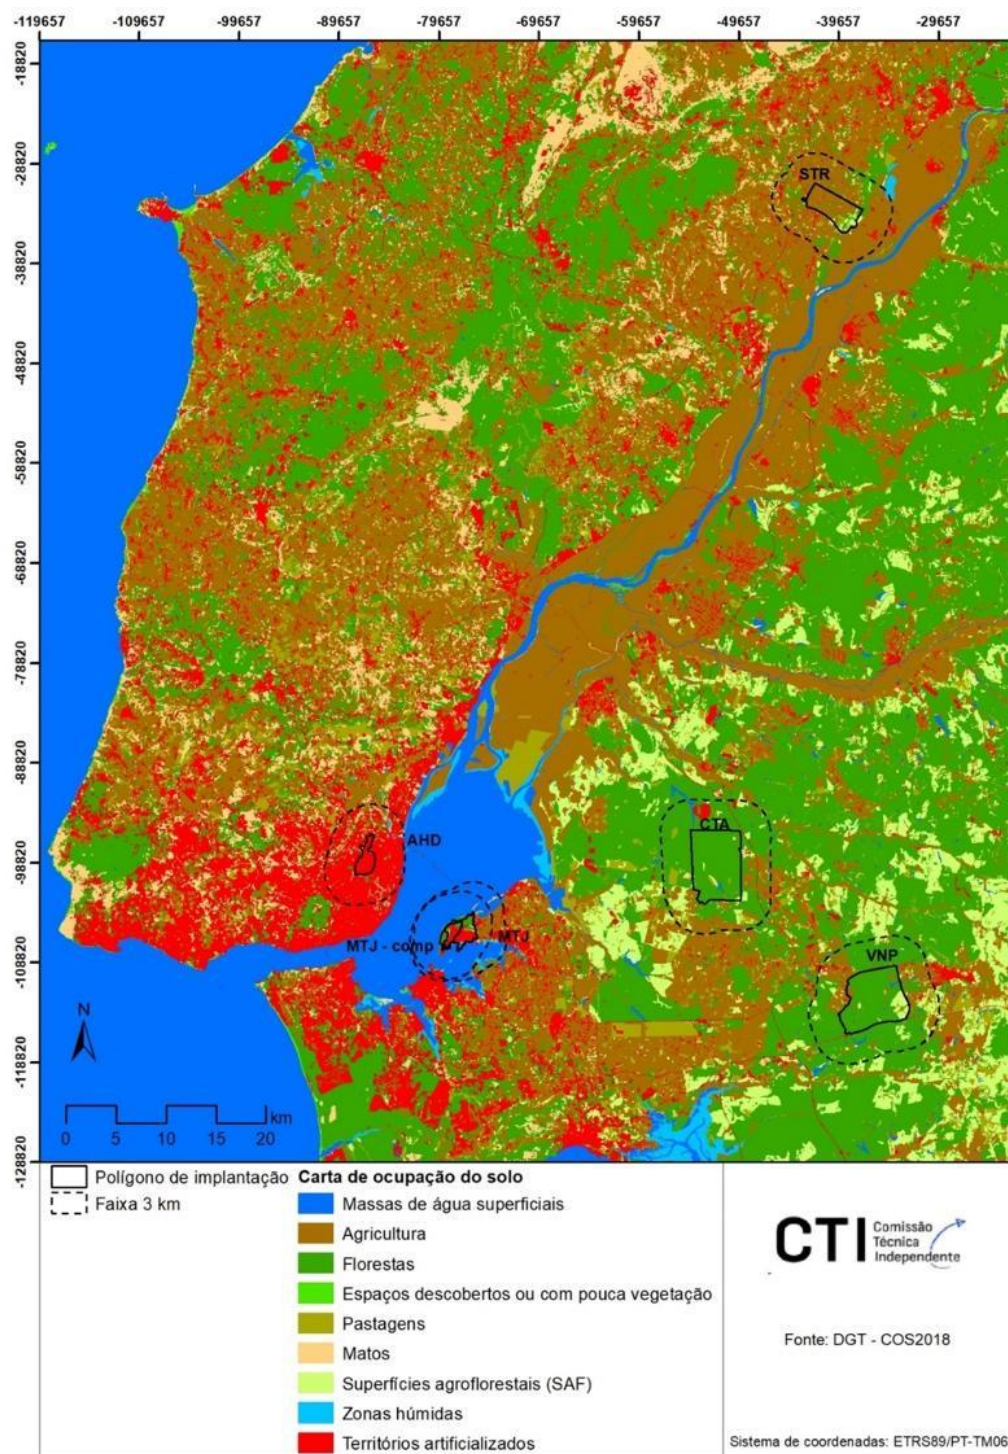 -119657 -109657 -99657 -89657 -79657 -69657 -59657 -49657 -39657 -29657
-18820
-28820
-38820
-48820
-58820
-68820
-78820
-88820
-98820
-108820
-118820
-128820
STR
CTA
AHD
MTJ - comp
MTJ
VNP
N
km
0 5 10 15 20
Polígono de implantação
Faixa 3 km
Carta de ocupação do solo
Massas de água superficiais
Agricultura
Florestas
Espaços descobertos ou com pouca vegetação
Pastagens
Matos
Superfícies agroflorestais (SAF)
Zonas húmidas
Territórios artificializados
CTI
Comissão
Técnica
Independente
Fonte: DGT - COS2018
Sistema de coordenadas: ETRS89/PT-TM06